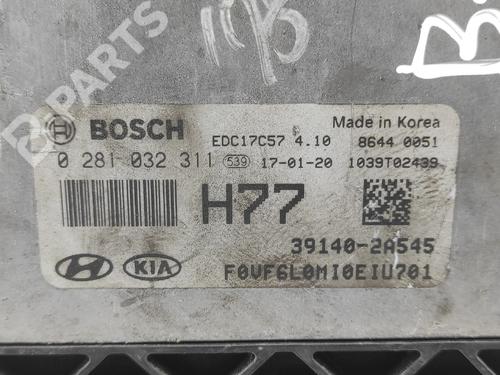 B-PARTS
BOSCH EDC17C57 4.10 Made in Korea
8644 0051
0 281 032 311 539 17-01-20 1039T02439
H77
39140-2A545
KIA F0VF6L0MI0EIU701